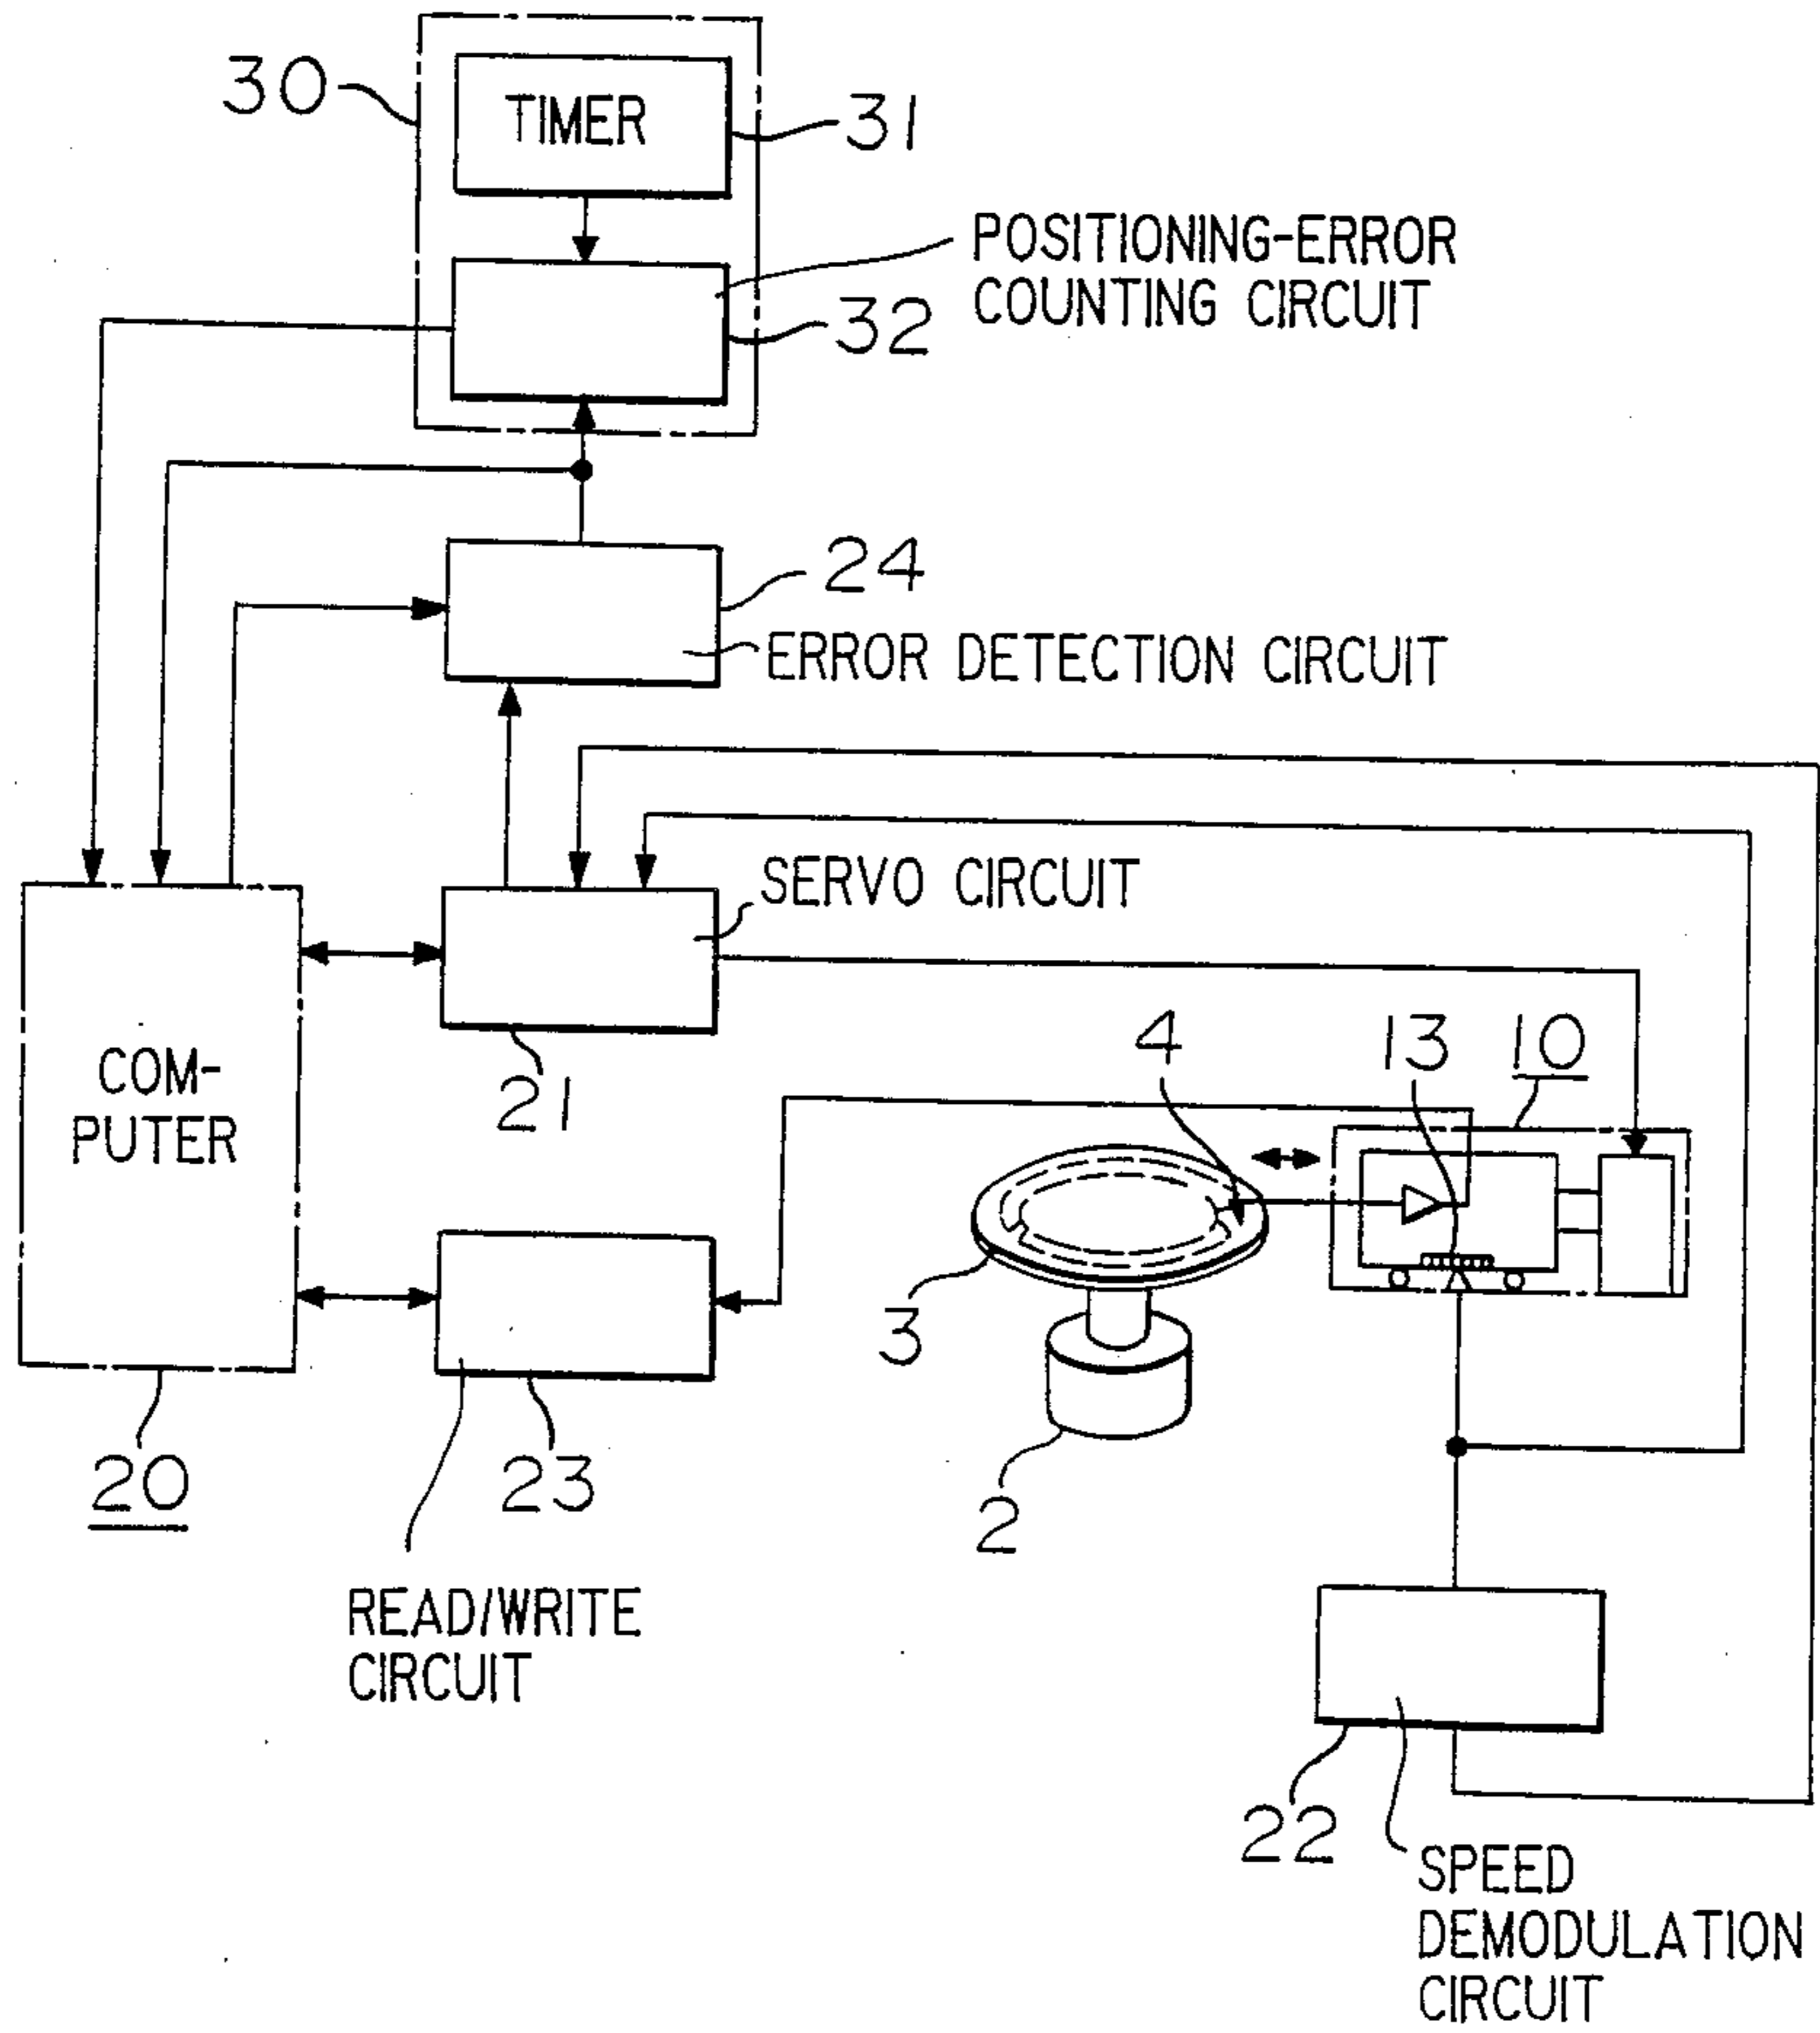 30
TIMER
31
POSITIONING-ERROR
COUNTING CIRCUIT
32
24
ERROR DETECTION CIRCUIT
SERVO CIRCUIT
COM-
PUTER
21
4
13
10
3
20
23
2
READ/WRITE
CIRCUIT
22
SPEED
DEMODULATION
CIRCUIT